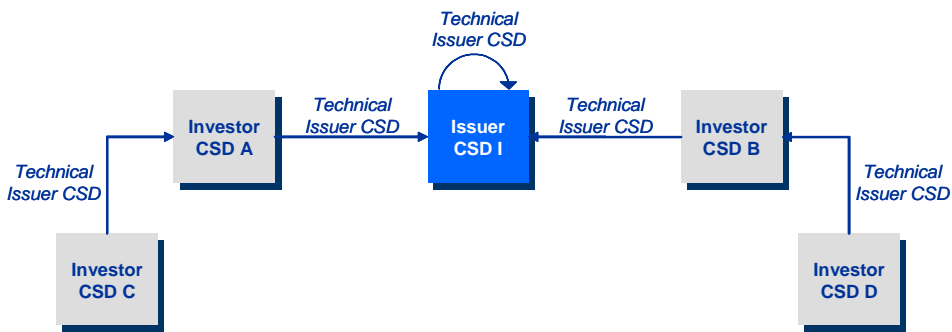 Technical
Issuer CSD
Investor
CSD A
Technical
Issuer CSD
Issuer
CSD I
Technical
Issuer CSD
Investor
CSD B
Technical
Issuer CSD
Technical
Issuer CSD
Investor
CSD C
Investor
CSD D